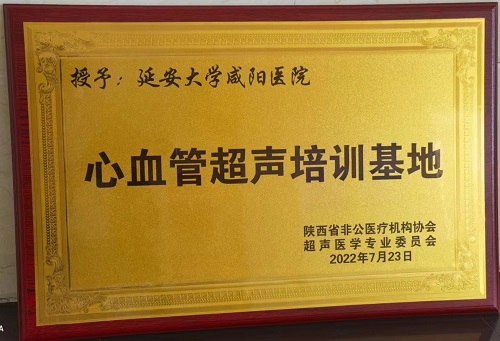 授予：延安大学咸阳医院
心血管超声培训基地
陕西省非公医疗机构协会
超声医学专业委员会
2022年7月23日